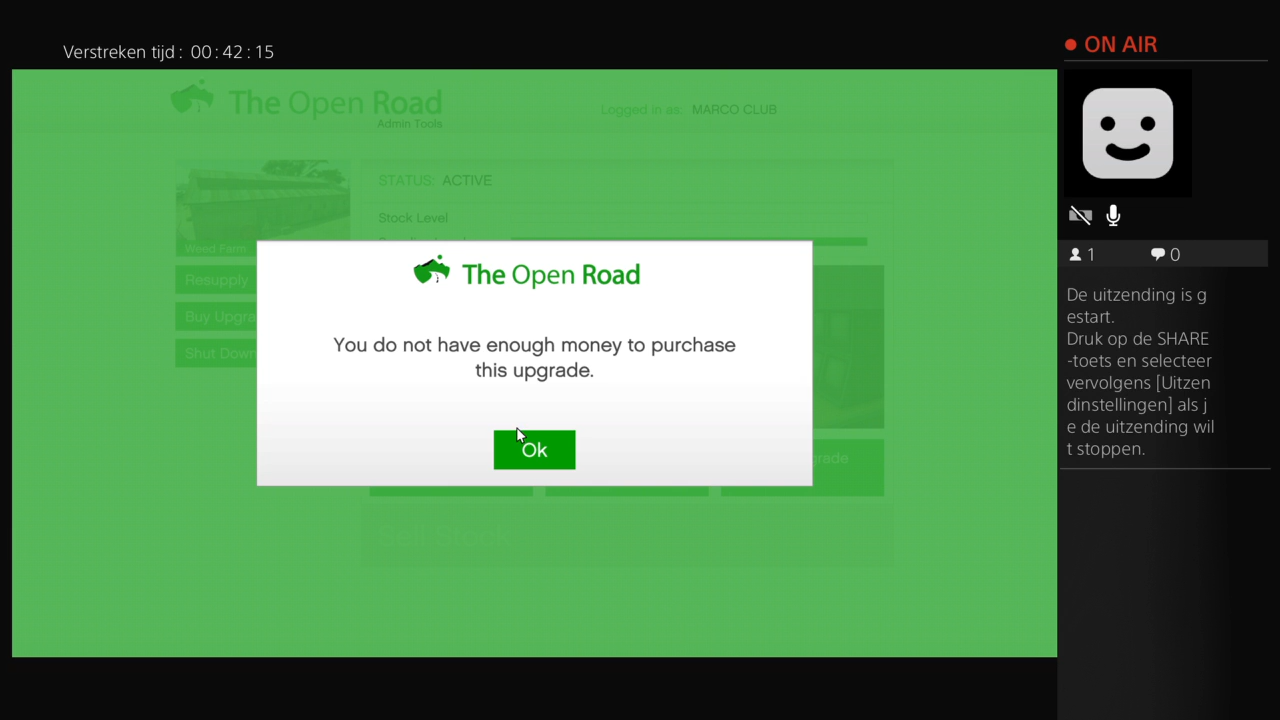 Verstreken tijd : 00 : 42 : 15
ON AIR
The Open Road
Admin Tools
Logged in as: MARCO CLUB
STATUS: ACTIVE
Stock Level
Weed Farm
Resupply
Buy Upgra
Shut Down
The Open Road
You do not have enough money to purchase
this upgrade.
Ok
grade
Sell Stock
1
0
De uitzending is g
estart.
Druk op de SHARE
-toets en selecteer
vervolgens [Uitzen
dinstellingen] als j
e de uitzending wil
t stoppen.